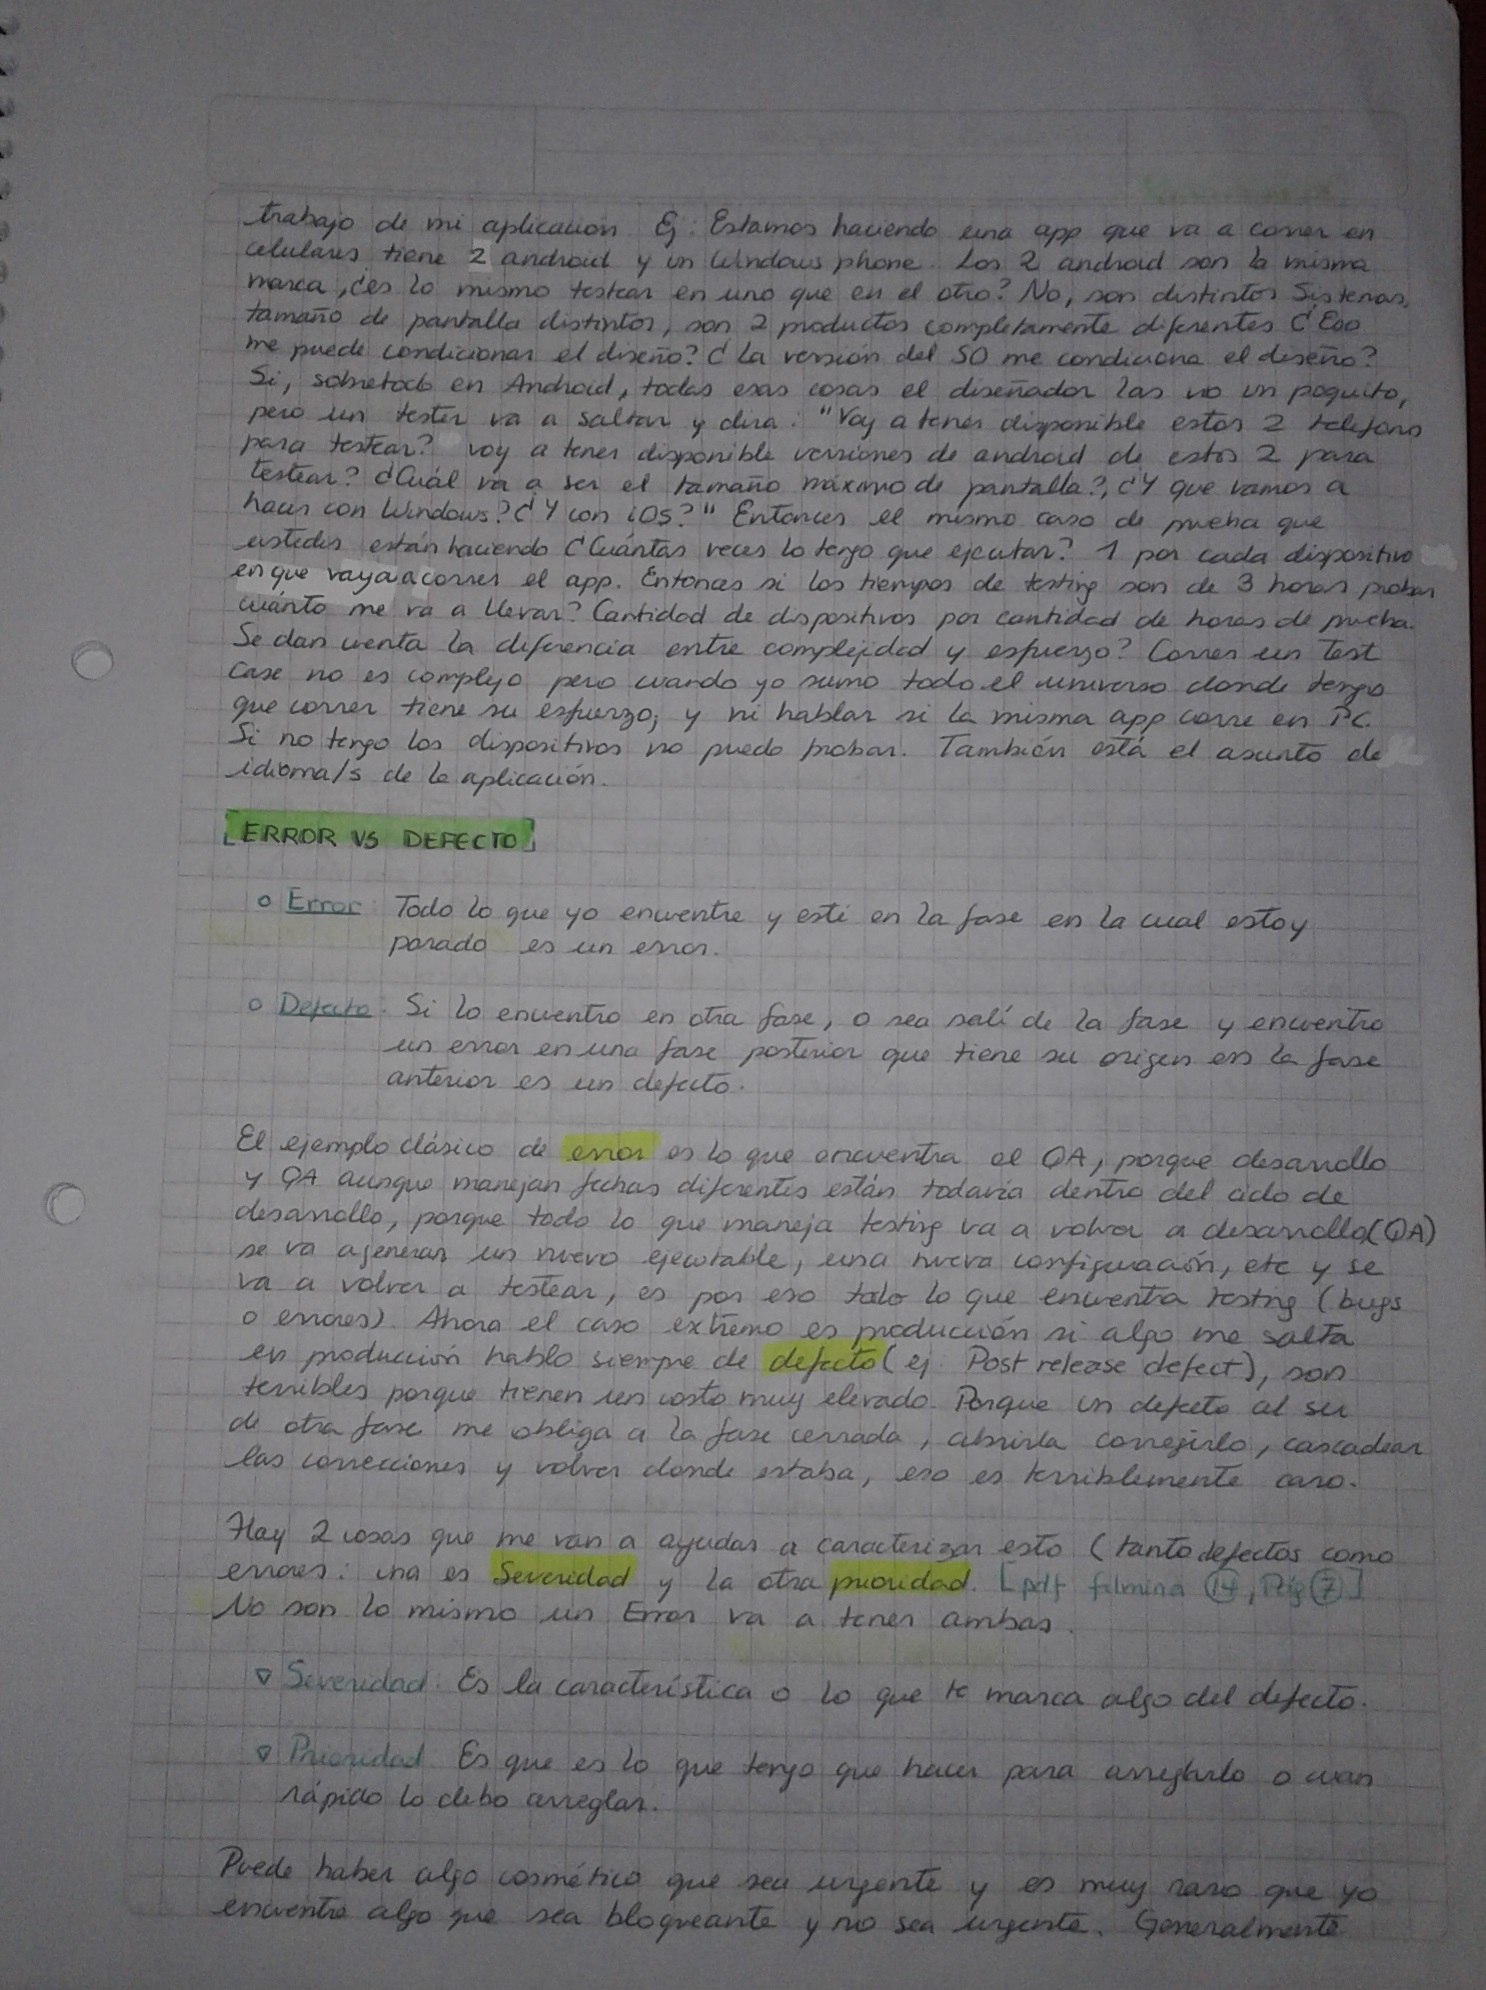 trabajo de mi aplicación Ej: Estamos haciendo una app que va a correr en
celulares tiene 2 android y un Windows phone. Los 2 android son la misma
marca, ¿es lo mismo testear en uno que en el otro? No, son distintos Sistemas,
tamaño de pantalla distintos, son 2 productos completamente diferentes ¿Eso
me puede condicionar el diseño? ¿La versión del SO me condiciona el diseño?
Si, sobretodo en Android, todas esas cosas el diseñador las vio un poquito,
pero un tester va a saltar y dira: "Voy a tener disponible estos 2 telefono
para testear? voy a tener disponible versiones de android de estos 2 para
testear? ¿Cuál va a ser el tamaño máximo de pantalla?, ¿Y que vamos a
hacer con Windows? ¿Y con iOS?" Entonces el mismo caso de prueba que
ustedes están haciendo ¿Cuántas veces lo tengo que ejecutar? 1 por cada dispositivo
en que vaya a correr el app. Entonces si los tiempos de testing son de 3 horas probar
cuánto me va a llevar? Cantidad de dispositivos por cantidad de horas de prueba.
Se dan cuenta la diferencia entre complejidad y esfuerzo? Correr un Test
Case no es complejo pero cuando yo sumo todo el universo donde tengo
que correr tiene su esfuerzo, y ni hablar si la misma app corre en PC.
Si no tengo los dispositivos no puedo probar. También está el asunto de
idioma/s de la aplicación.
[ERROR VS DEFECTO]
o Error: Todo lo que yo encuentre y esté en la fase en la cual estoy
parado es un error.
o Defecto: Si lo encuentro en otra fase, o sea salí de la fase y encuentro
un error en una fase posterior que tiene su origen en la fase
anterior es un defecto.
El ejemplo clásico de error es lo que encuentra el QA, porque desarrollo
y QA aunque manejan fechas diferentes están todavía dentro del ciclo de
desarrollo, porque todo lo que maneja testing va a volver a desarrollo(QA)
se va a generar un nuevo ejecutable, una nueva configuración, etc y se
va a volver a testear, es por eso todo lo que encuentra testing (bugs
o errores). Ahora el caso extremo es producción si algo me salta
en producción hablo siempre de defecto (ej. Post release defect), son
terribles porque tienen un costo muy elevado. Porque un defecto al ser
de otra fase me obliga a la fase cerrada, abrirla corregirlo, cascadear
las correcciones y volver donde estaba, eso es terriblemente caro.
Hay 2 cosas que me van a ayudar a caracterizar esto (tanto defectos como
errores: una es Severidad y la otra prioridad. [pdf filmina 14, Pág 7]
No son lo mismo un Error va a tener ambas.
▽ Severidad: Es la característica o lo que te marca algo del defecto.
▽ Prioridad: Es que es lo que tengo que hacer para arreglarlo o cuan
rápido lo debo arreglar.
Puede haber algo cosmético que sea urgente y es muy raro que yo
encuentre algo que sea bloqueante y no sea urgente. Generalmente